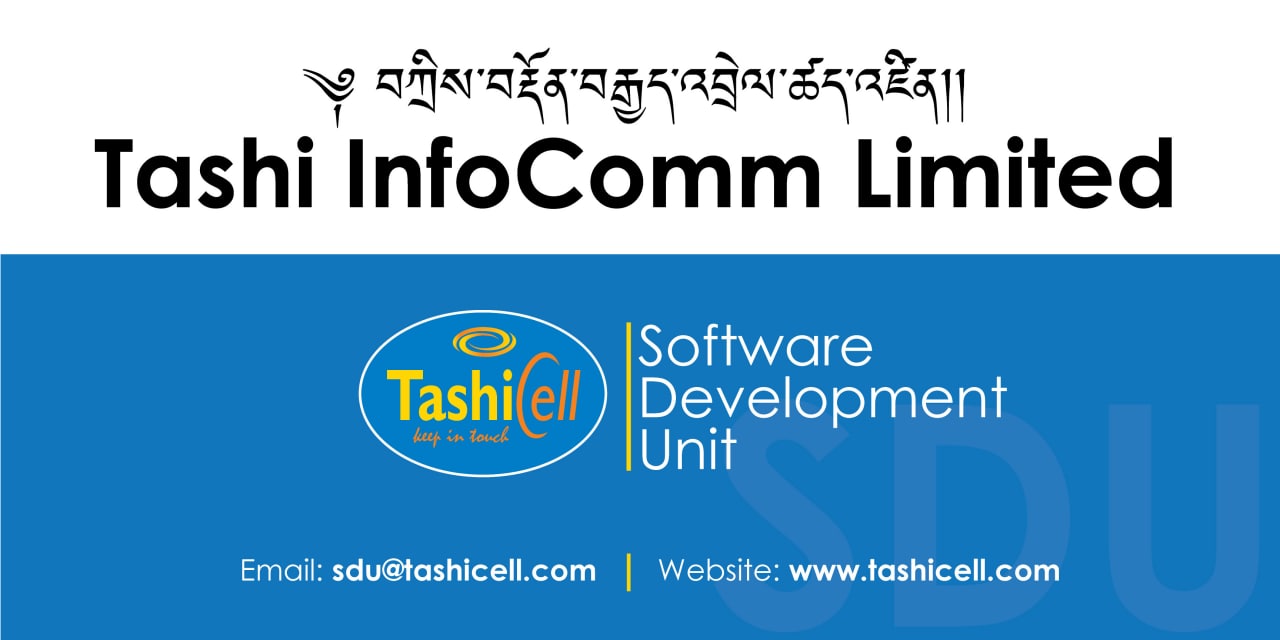 ༄ བཀྲིས་བརྡོན་བརྒྱུད་འབྲེལ་ཚད་འཛིན།།
Tashi InfoComm Limited
TashiCell
keep in touch
Software
Development
Unit
SDU
Email: sdu@tashicell.com | Website: www.tashicell.com